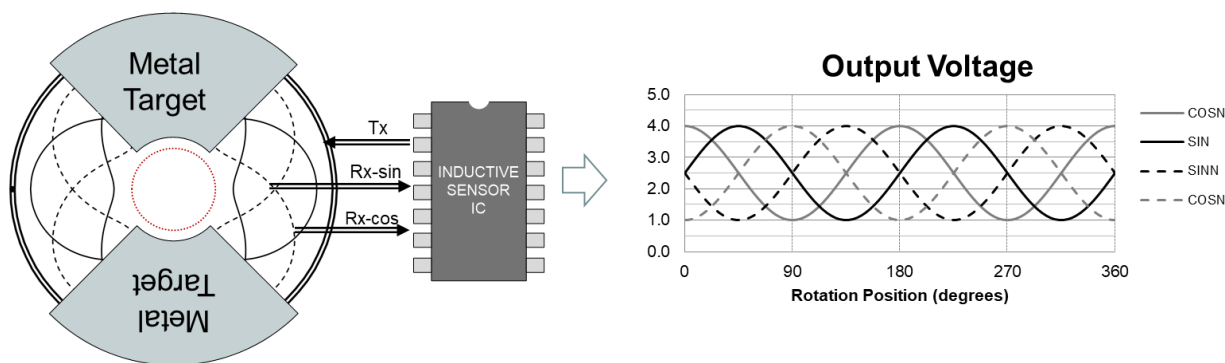 Metal
Target
Metal
Target
Tx
Rx-sin
Rx-cos
INDUCTIVE
SENSOR
IC
Output Voltage
5.0
4.0
3.0
2.0
1.0
0.0
0
90
180
270
360
Rotation Position (degrees)
COSN
SIN
SINN
COSN